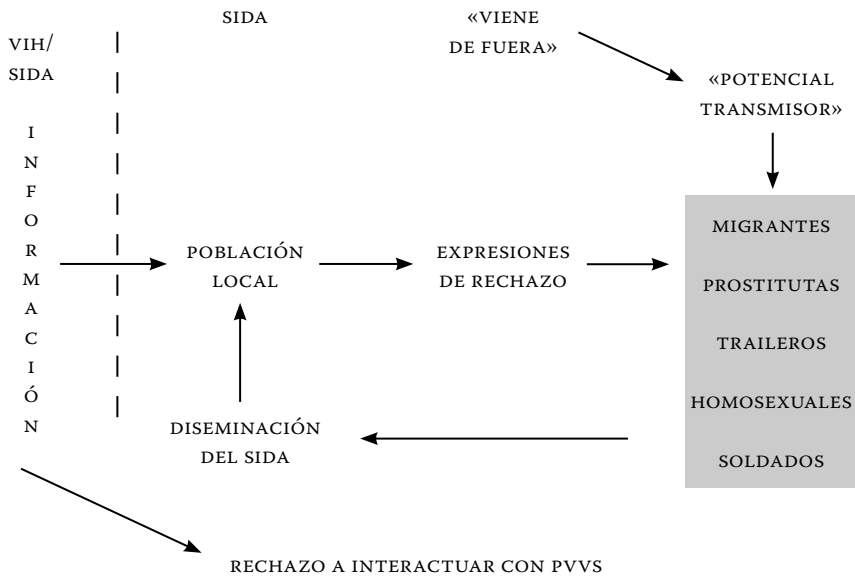 VIH/
SIDA
I
N
F
O
R
M
A
C
I
Ó
N
SIDA
«VIENE
DE FUERA»
«POTENCIAL
TRANSMISOR»
POBLACIÓN
LOCAL
EXPRESIONES
DE RECHAZO
MIGRANTES
PROSTITUTAS
TRAILEROS
HOMOSEXUALES
SOLDADOS
DISEMINACIÓN
DEL SIDA
RECHAZO A INTERACTUAR CON PVVS